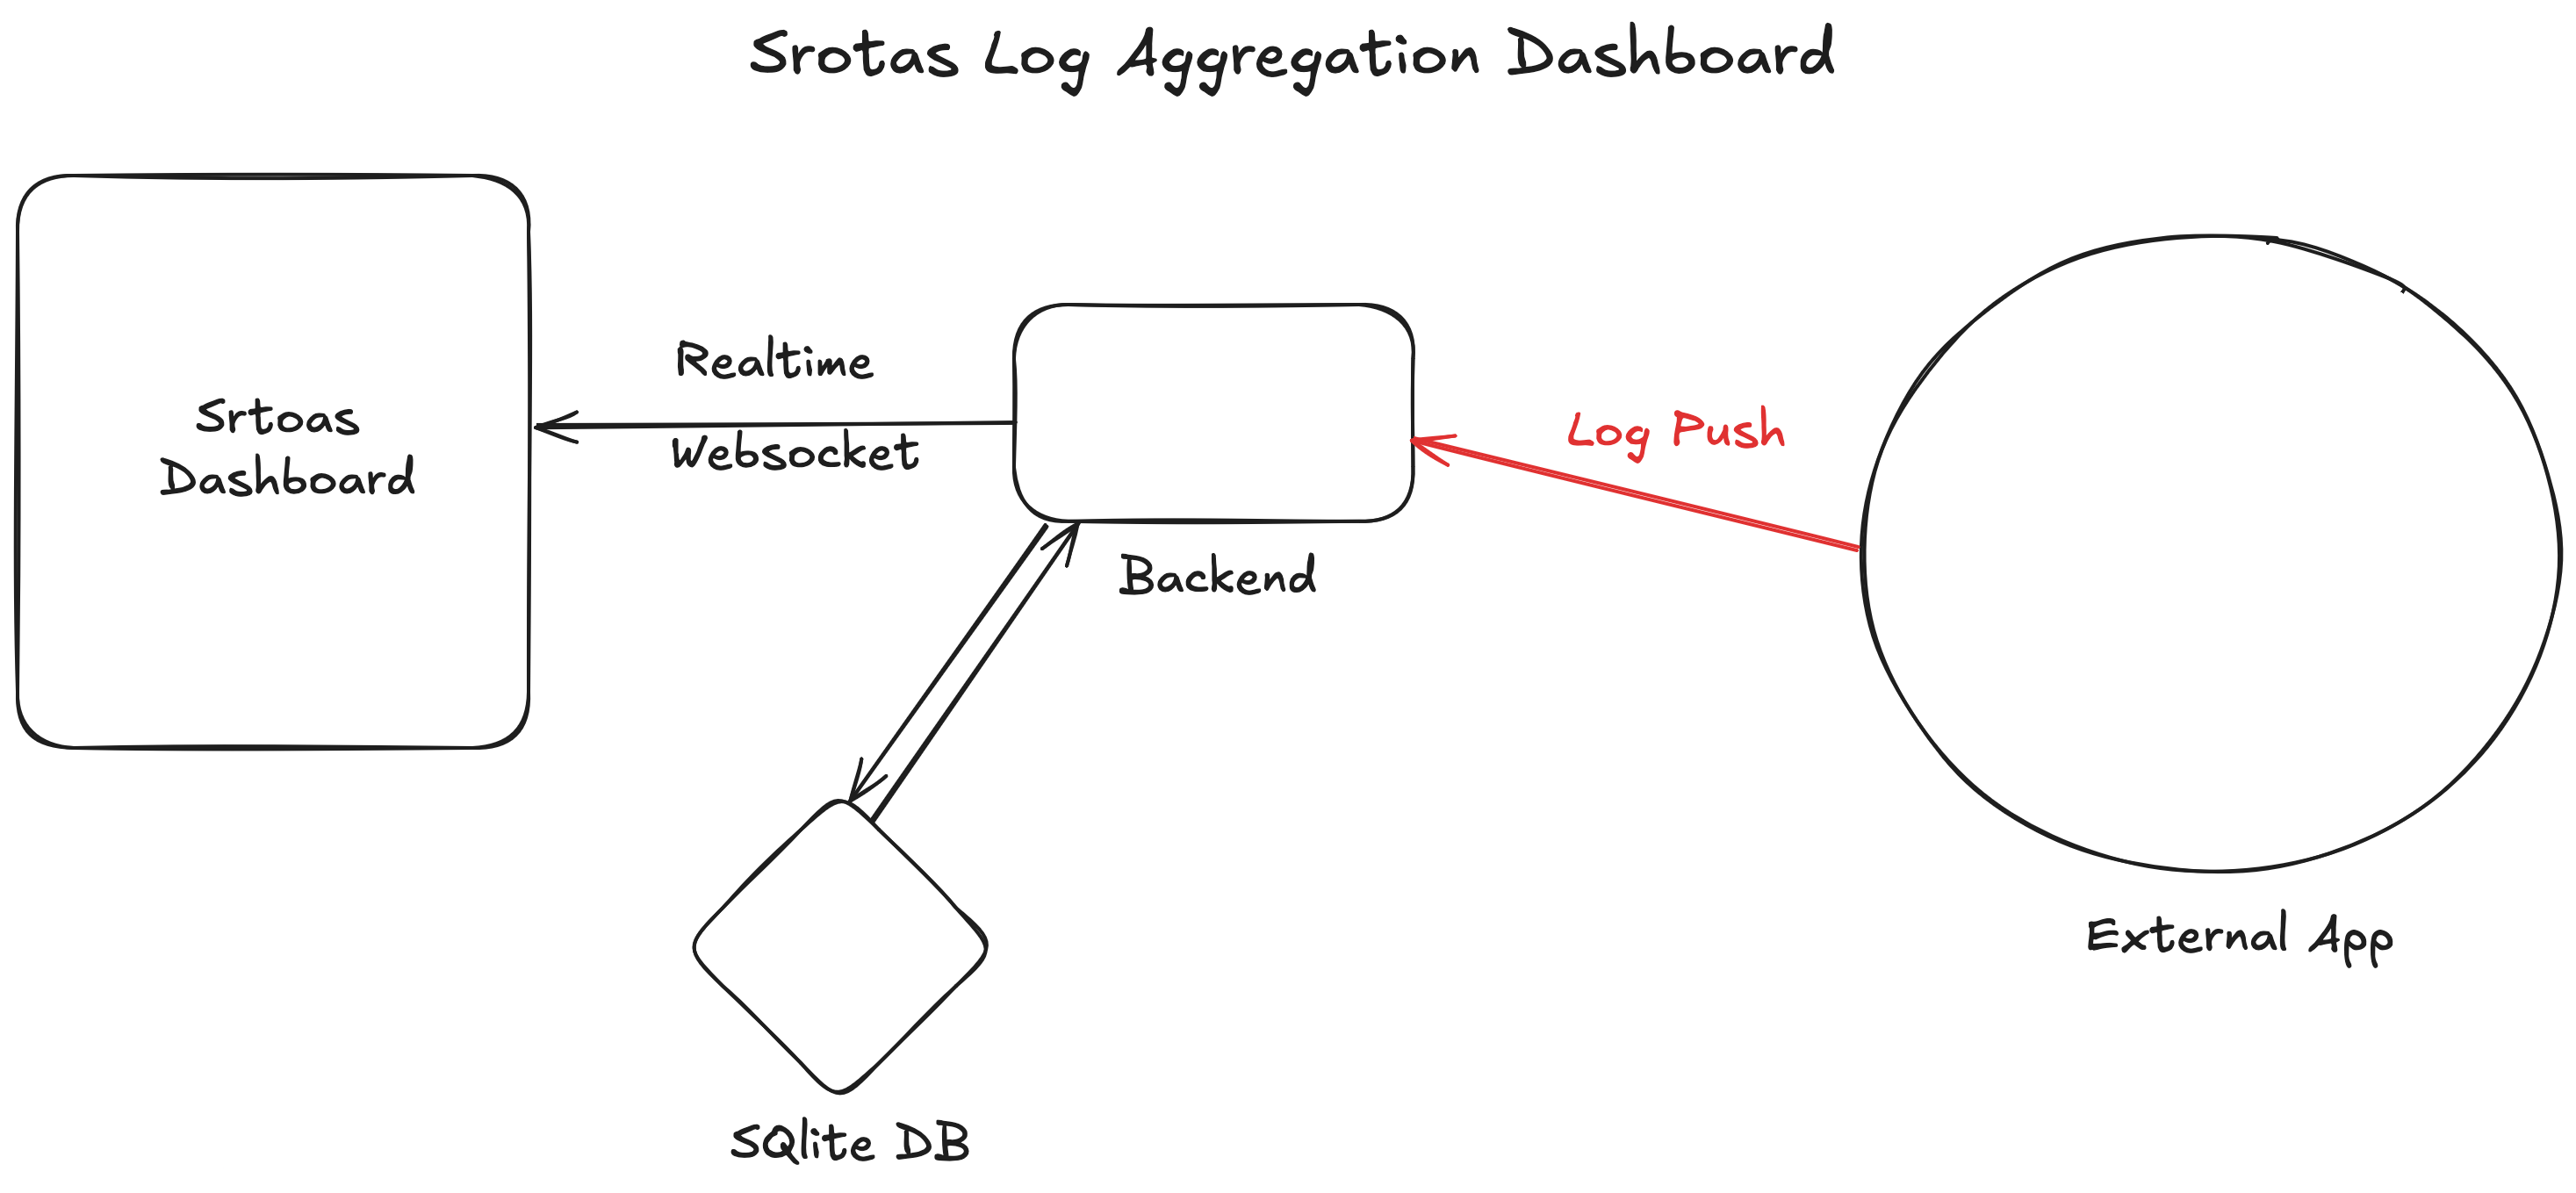 Srotas Log Aggregation Dashboard
Srtoas
Dashboard
Realtime
Websocket
Log Push
Backend
External App
SQlite DB